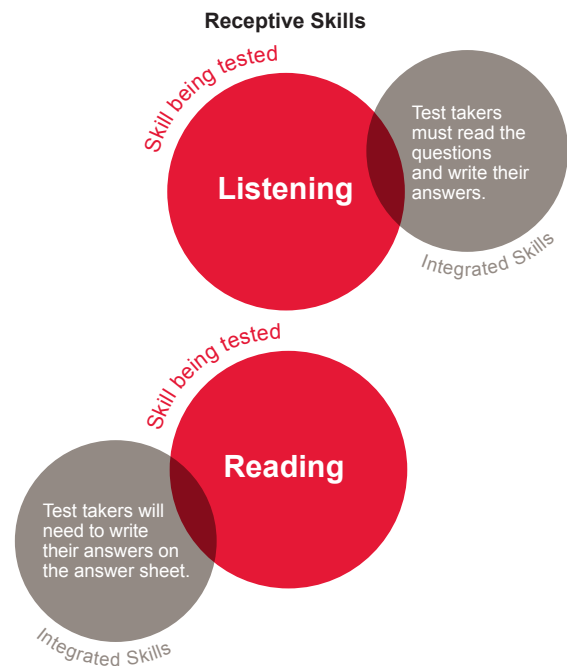 Receptive Skills
Skill being tested
Listening
Test takers
must read the
questions
and write their
answers.
Integrated Skills
Skill being tested
Reading
Test takers will
need to write
their answers on
the answer sheet.
Integrated Skills